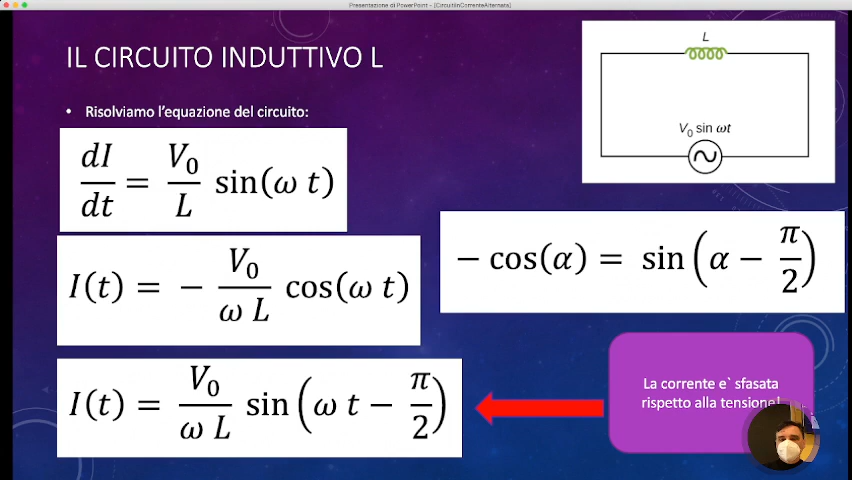 Presentazione di PowerPoint - [CircuitiInCorrenteAlternata]
IL CIRCUITO INDUTTIVO L
• Risolviamo l'equazione del circuito:
L
V₀ sin ωt
dI/dt = V₀/L sin(ω t)
I(t) = − V₀/(ω L) cos(ω t)
− cos(α) = sin(α − π/2)
I(t) = V₀/(ω L) sin(ω t − π/2)
La corrente e` sfasata
rispetto alla tensione!